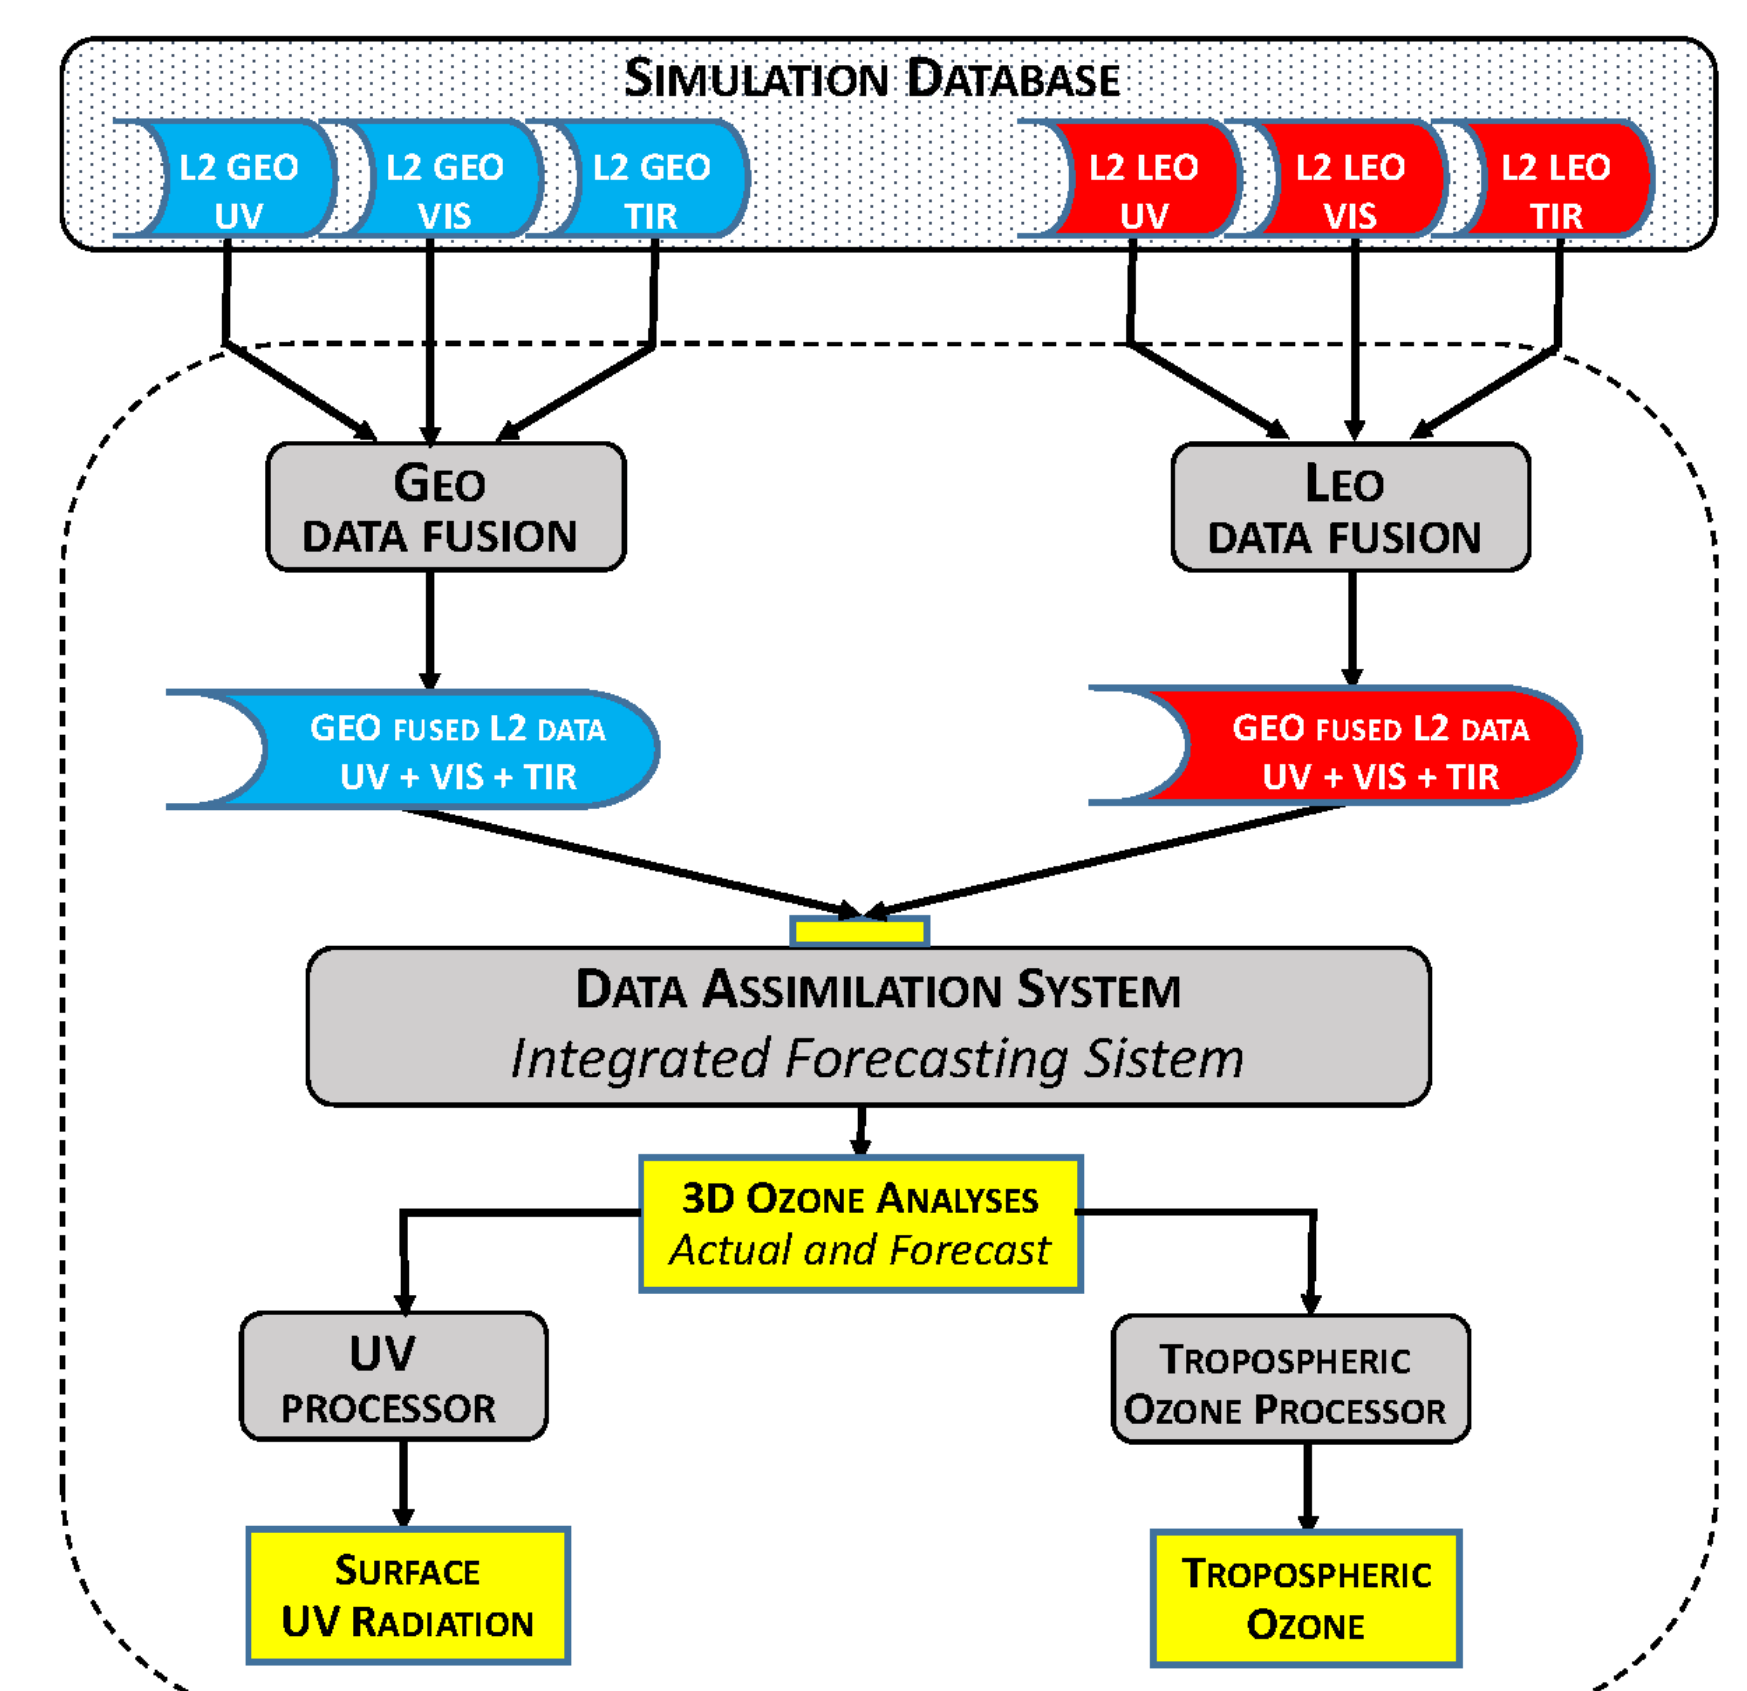 SIMULATION DATABASE
L2 GEO
UV
L2 GEO
VIS
L2 GEO
TIR
L2 LEO
UV
L2 LEO
VIS
L2 LEO
TIR
GEO
DATA FUSION
LEO
DATA FUSION
GEO FUSED L2 DATA
UV + VIS + TIR
GEO FUSED L2 DATA
UV + VIS + TIR
DATA ASSIMILATION SYSTEM
Integrated Forecasting Sistem
3D OZONE ANALYSES
Actual and Forecast
UV
PROCESSOR
TROPOSPHERIC
OZONE PROCESSOR
SURFACE
UV RADIATION
TROPOSPHERIC
OZONE